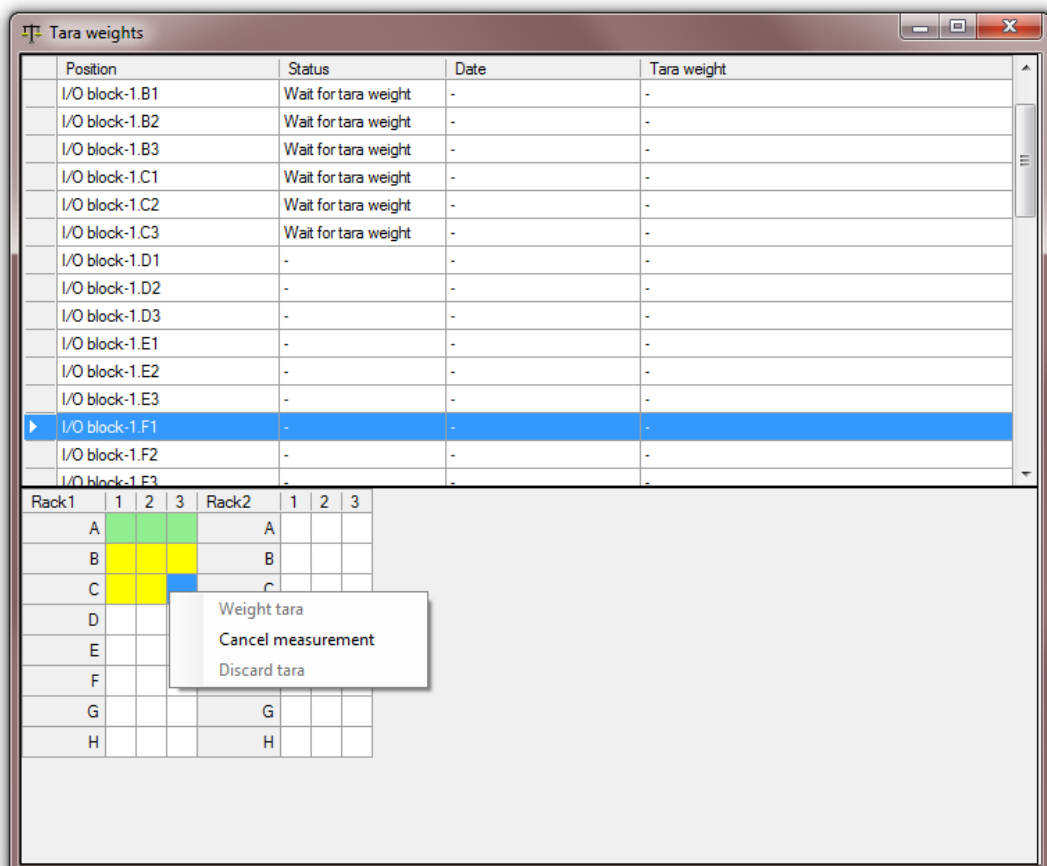 Tara weights
Position Status Date Tara weight
I/O block-1.B1 Wait for tara weight - -
I/O block-1.B2 Wait for tara weight - -
I/O block-1.B3 Wait for tara weight - -
I/O block-1.C1 Wait for tara weight - -
I/O block-1.C2 Wait for tara weight - -
I/O block-1.C3 Wait for tara weight - -
I/O block-1.D1 - - -
I/O block-1.D2 - - -
I/O block-1.D3 - - -
I/O block-1.E1 - - -
I/O block-1.E2 - - -
I/O block-1.E3 - - -
I/O block-1.F1 - - -
I/O block-1.F2 - - -
I/O block-1.F3 - - -
Rack1 1 2 3 Rack2 1 2 3
A A
B B
C C
D
Weight tara
E
Cancel measurement
F
Discard tara
G G
H H